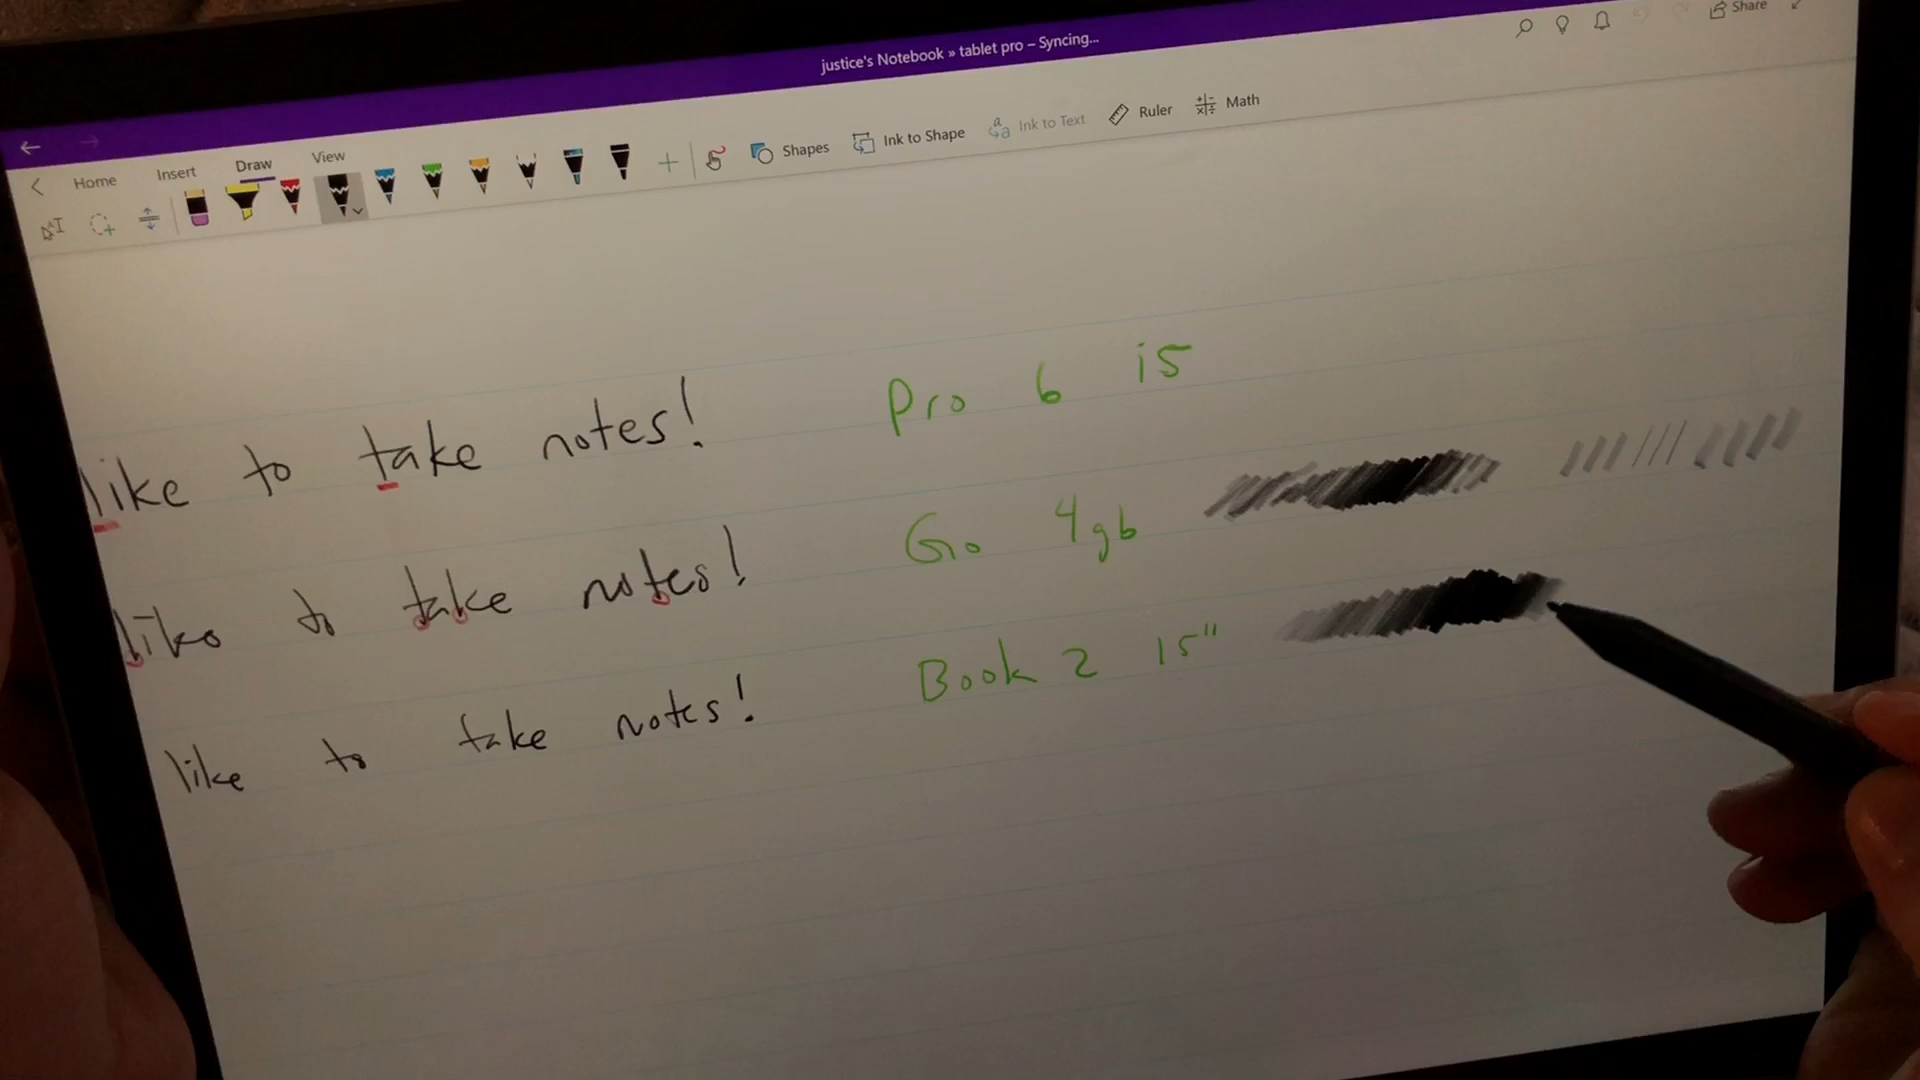 justice's Notebook » tablet pro – Syncing...
Share
Home Insert Draw View
Shapes Ink to Shape Ink to Text Ruler Math
like to take notes! Pro 6 i5
like to take notes! Go 4gb
like to take notes! Book 2 15"